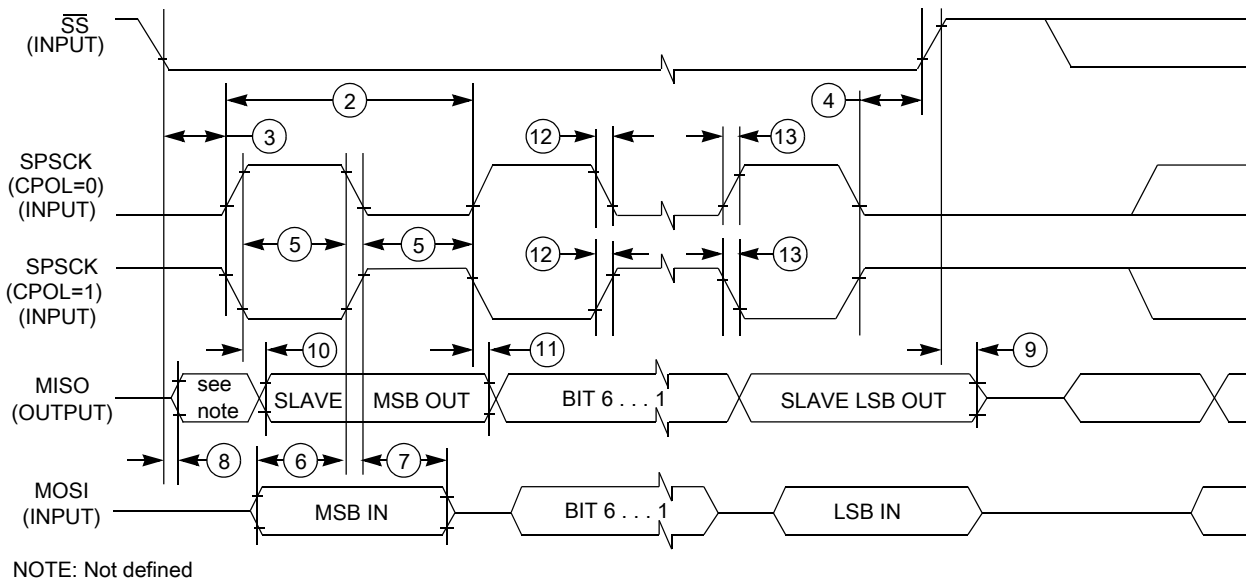 SS
(INPUT)
2
4
3
12
13
SPSCK
(CPOL=0)
(INPUT)
5
5
12
13
SPSCK
(CPOL=1)
(INPUT)
10
11
9
MISO
(OUTPUT)
see
note
SLAVE
MSB OUT
BIT 6 . . . 1
SLAVE LSB OUT
8
6
7
MOSI
(INPUT)
MSB IN
BIT 6 . . . 1
LSB IN
NOTE: Not defined